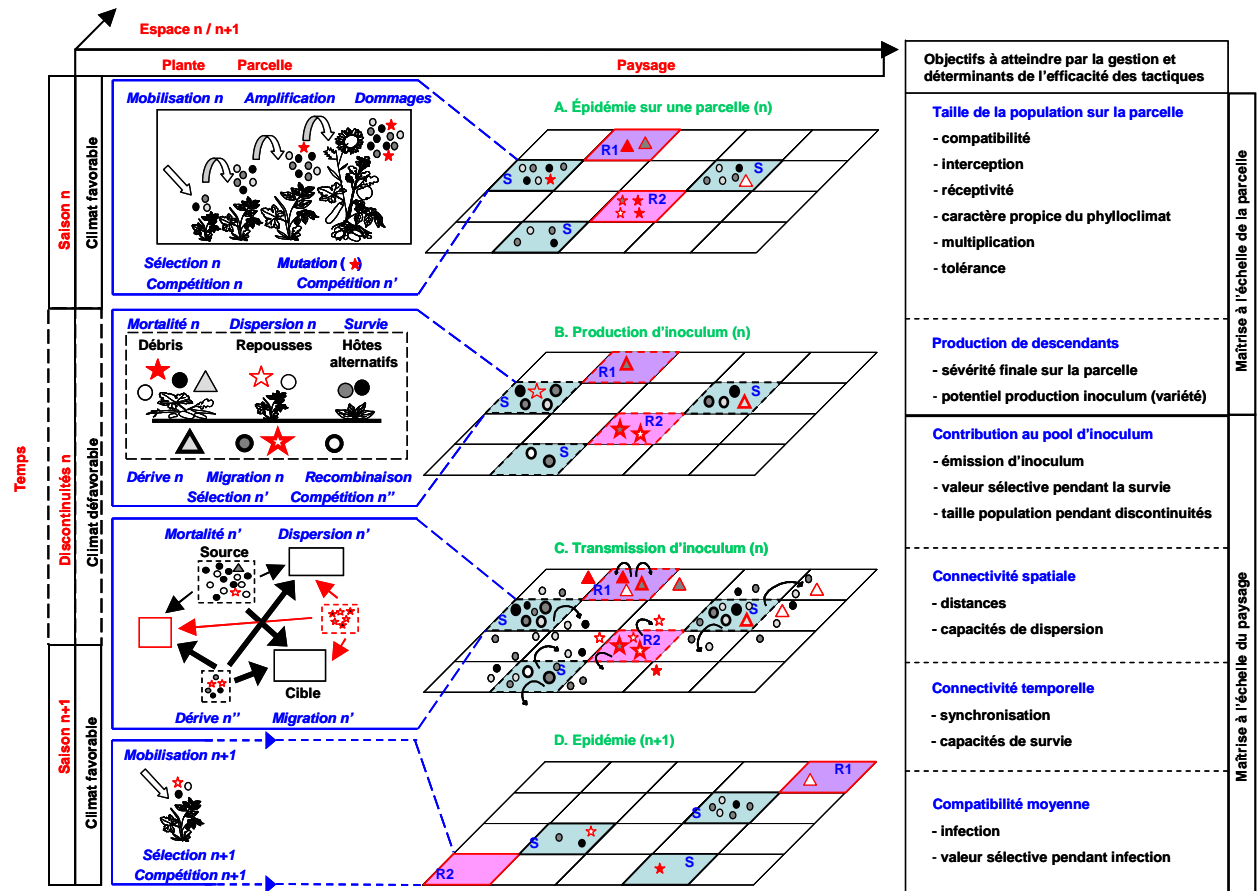 Espace n / n+1
Plante
Parcelle
Paysage
Temps
Saison n
Climat favorable
Mobilisation n
Amplification
Dommages
Sélection n
Mutation ( )
Compétition n
Compétition n'
A. Épidémie sur une parcelle (n)
R1
S
S
R2
S
Discontinuités n
Climat défavorable
Mortalité n
Dispersion n
Survie
Débris
Repousses
Hôtes
alternatifs
Dérive n
Migration n
Recombinaison
Sélection n'
Compétition n''
B. Production d'inoculum (n)
R1
S
S
R2
S
Mortalité n'
Dispersion n'
Source
Cible
Dérive n''
Migration n'
C. Transmission d'inoculum (n)
R1
S
S
R2
S
Saison n+1
Climat favorable
Mobilisation n+1
Sélection n+1
Compétition n+1
D. Epidémie (n+1)
R1
S
S
S
R2
Objectifs à atteindre par la gestion et
déterminants de l'efficacité des tactiques
Taille de la population sur la parcelle
- compatibilité
- interception
- réceptivité
- caractère propice du phylloclimat
- multiplication
- tolérance
Production de descendants
- sévérité finale sur la parcelle
- potentiel production inoculum (variété)
Contribution au pool d'inoculum
- émission d'inoculum
- valeur sélective pendant la survie
- taille population pendant discontinuités
Connectivité spatiale
- distances
- capacités de dispersion
Connectivité temporelle
- synchronisation
- capacités de survie
Compatibilité moyenne
- infection
- valeur sélective pendant infection
Maîtrise à l'échelle de la parcelle
Maîtrise à l'échelle du paysage